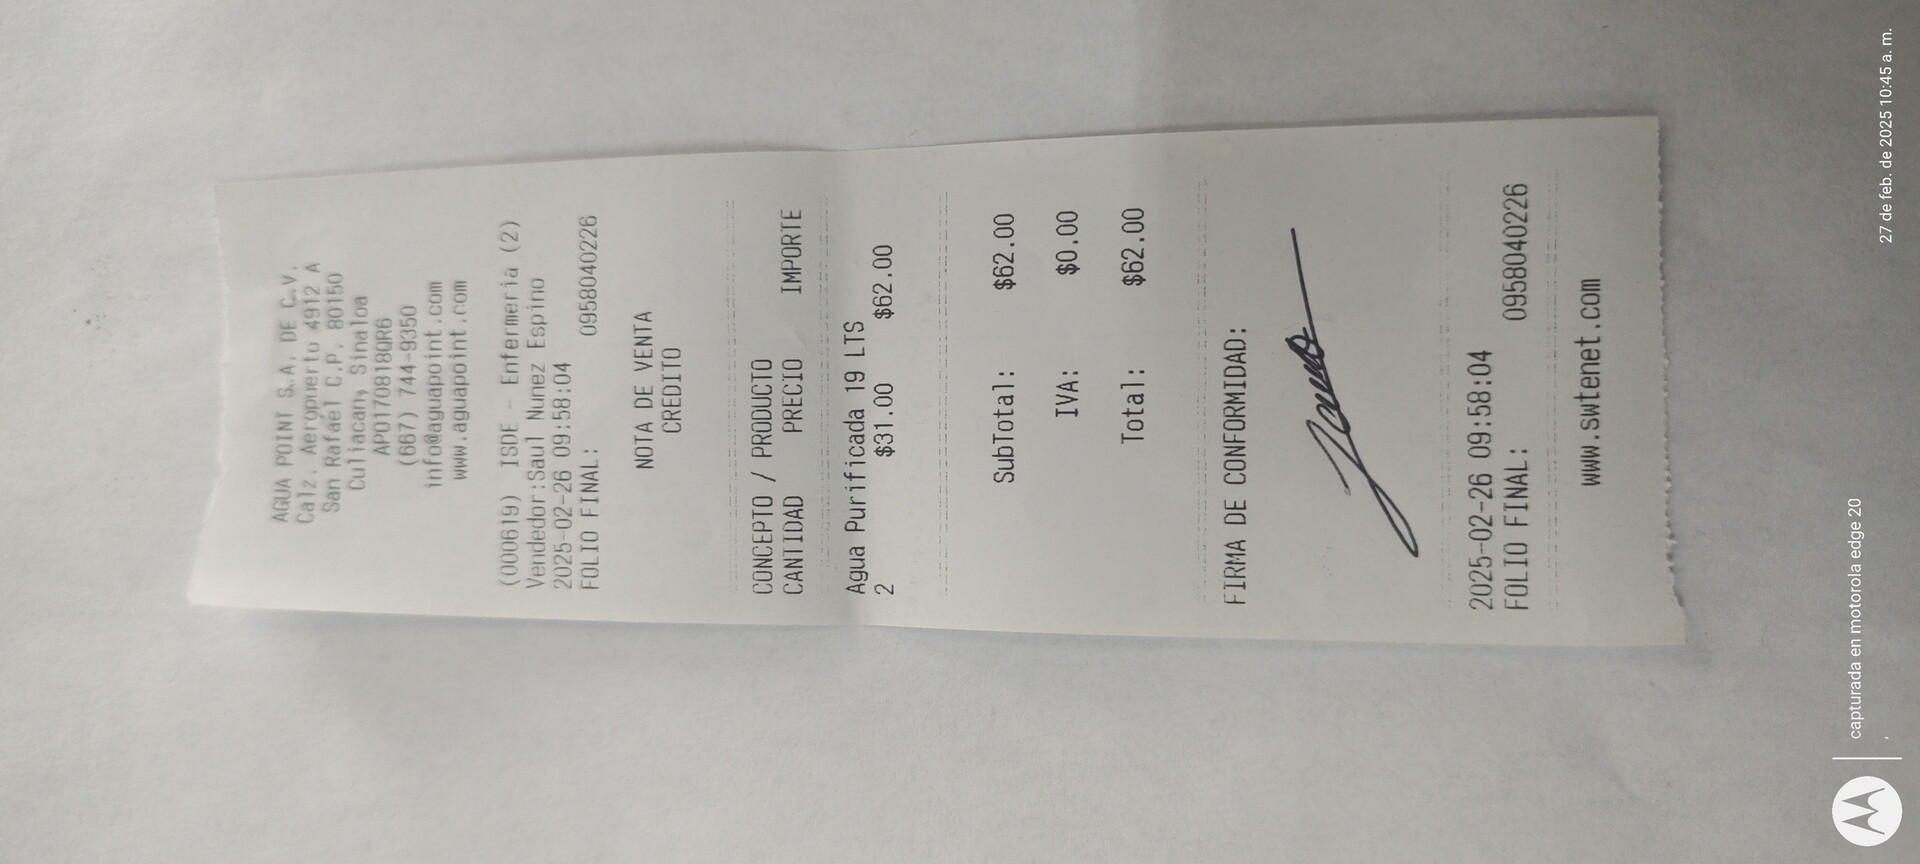 AGUA POINT S.A. DE C.V.
Calz. Aeropuerto 4912 A
San Rafael C.P. 80150
Culiacan, Sinaloa
APO170818QR6
(667) 744-9350
info@aguapoint.com
www.aguapoint.com
(000619) ISDE - Enfermeria (2)
Vendedor:Saul Nunez Espino
2025-02-26 09:58:04
FOLIO FINAL: 0958040226
NOTA DE VENTA
CREDITO
CONCEPTO / PRODUCTO
CANTIDAD PRECIO IMPORTE
Agua Purificada 19 LTS
2 $31.00 $62.00
SubTotal: $62.00
IVA: $0.00
Total: $62.00
FIRMA DE CONFORMIDAD:
2025-02-26 09:58:04
FOLIO FINAL: 0958040226
www.swtenet.com
capturada en motorola edge 20
,
27 de feb. de 2025 10:45 a. m.